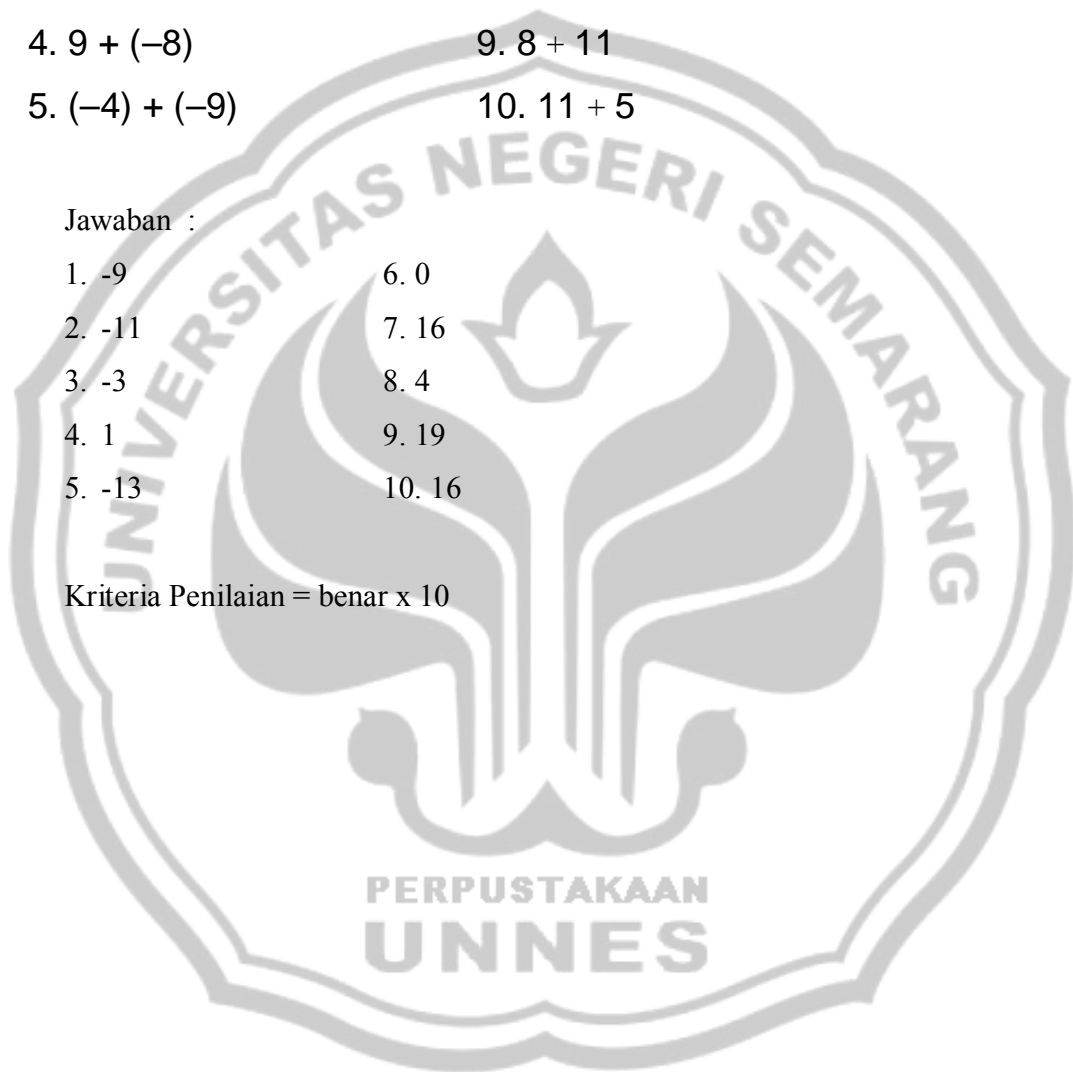 4. 9 + (–8) 9. 8 + 11
5. (–4) + (–9) 10. 11 + 5
UNIVERSITAS NEGERI SEMARANG
Jawaban :
1. -9 6. 0
2. -11 7. 16
3. -3 8. 4
4. 1 9. 19
5. -13 10. 16
Kriteria Penilaian = benar x 10
PERPUSTAKAAN
UNNES